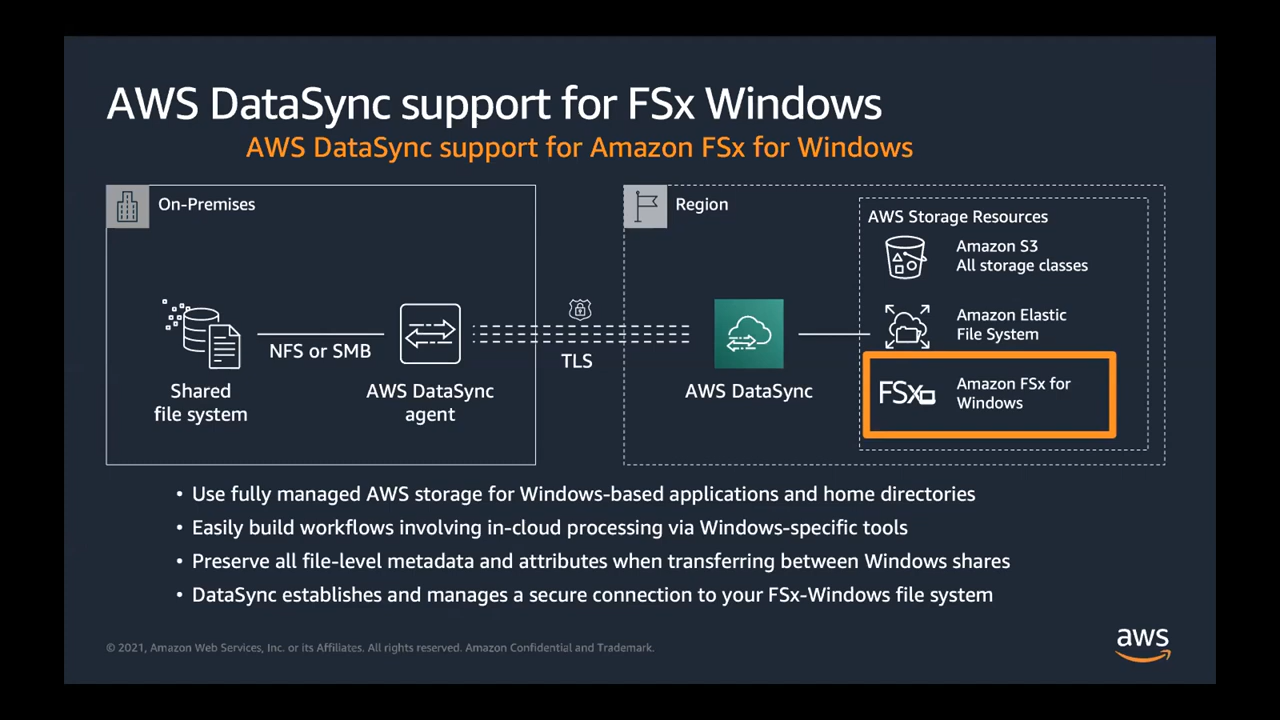 AWS DataSync support for FSx Windows
AWS DataSync support for Amazon FSx for Windows
On-Premises
Shared
file system
NFS or SMB
AWS DataSync
agent
TLS
Region
AWS DataSync
AWS Storage Resources
Amazon S3
All storage classes
Amazon Elastic
File System
FSx
Amazon FSx for
Windows
• Use fully managed AWS storage for Windows-based applications and home directories
• Easily build workflows involving in-cloud processing via Windows-specific tools
• Preserve all file-level metadata and attributes when transferring between Windows shares
• DataSync establishes and manages a secure connection to your FSx-Windows file system
© 2021, Amazon Web Services, Inc. or its Affiliates. All rights reserved. Amazon Confidential and Trademark.
aws